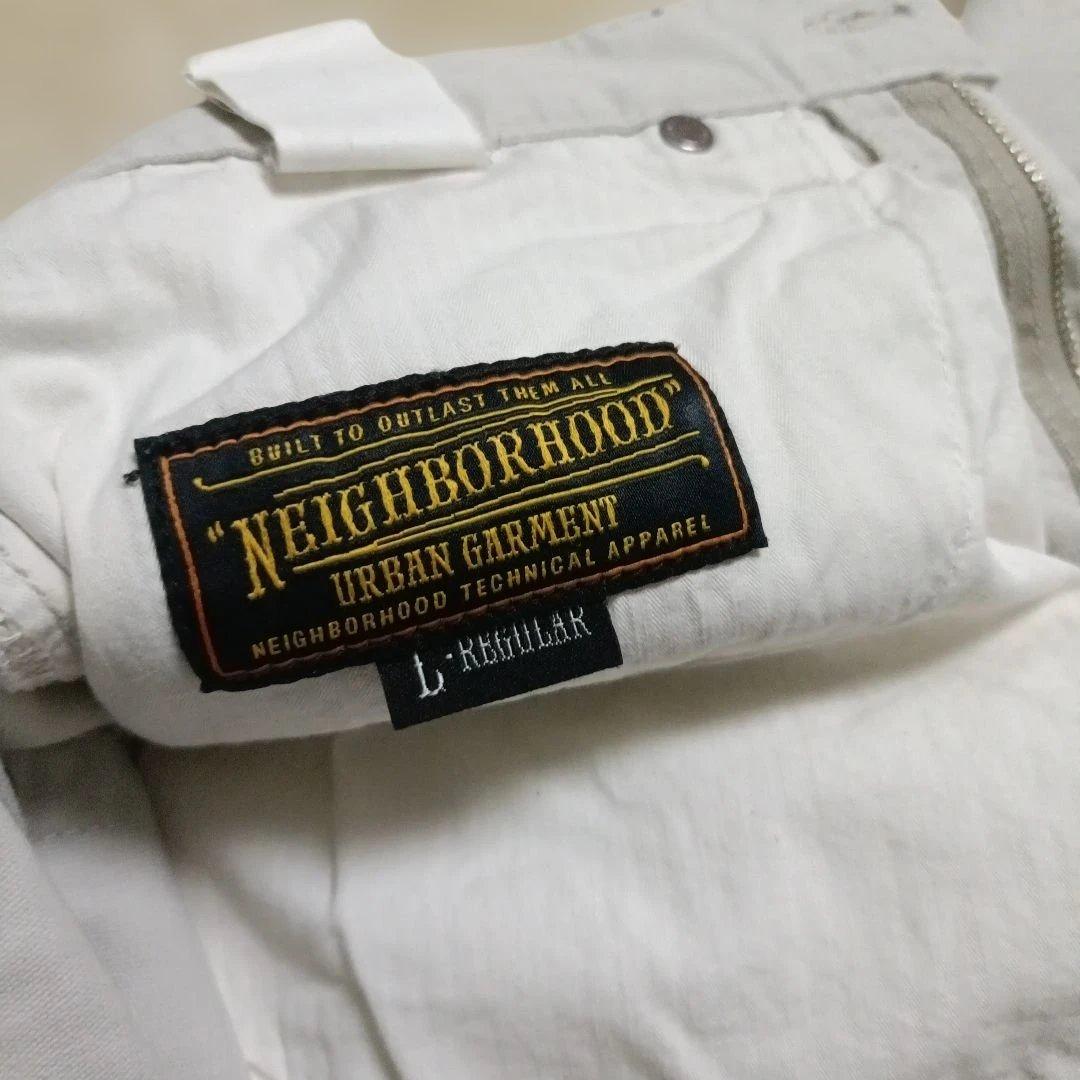 BUILT TO OUTLAST THEM ALL
"NEIGHBORHOOD"
URBAN GARMENT
NEIGHBORHOOD TECHNICAL APPAREL
L-REGULAR